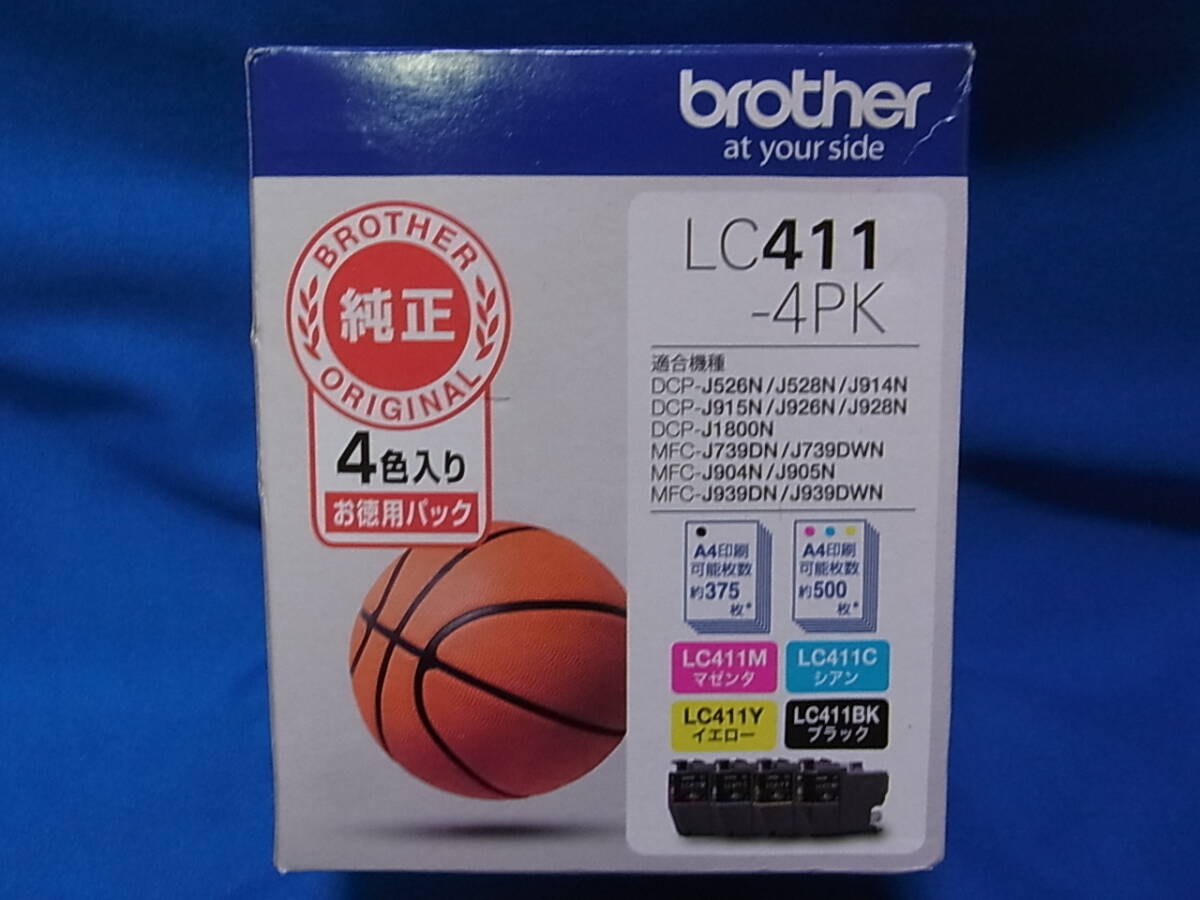 brother
at your side
BROTHER
純正
ORIGINAL
4色入り
お徳用パック
LC411
-4PK
適合機種
DCP-J526N/J528N/J914N
DCP-J915N/J926N/J928N
DCP-J1800N
MFC-J739DN/J739DWN
MFC-J904N/J905N
MFC-J939DN/J939DWN
A4印刷
可能枚数
約375
枚*
A4印刷
可能枚数
約500
枚*
LC411M
マゼンタ
LC411C
シアン
LC411Y
イエロー
LC411BK
ブラック